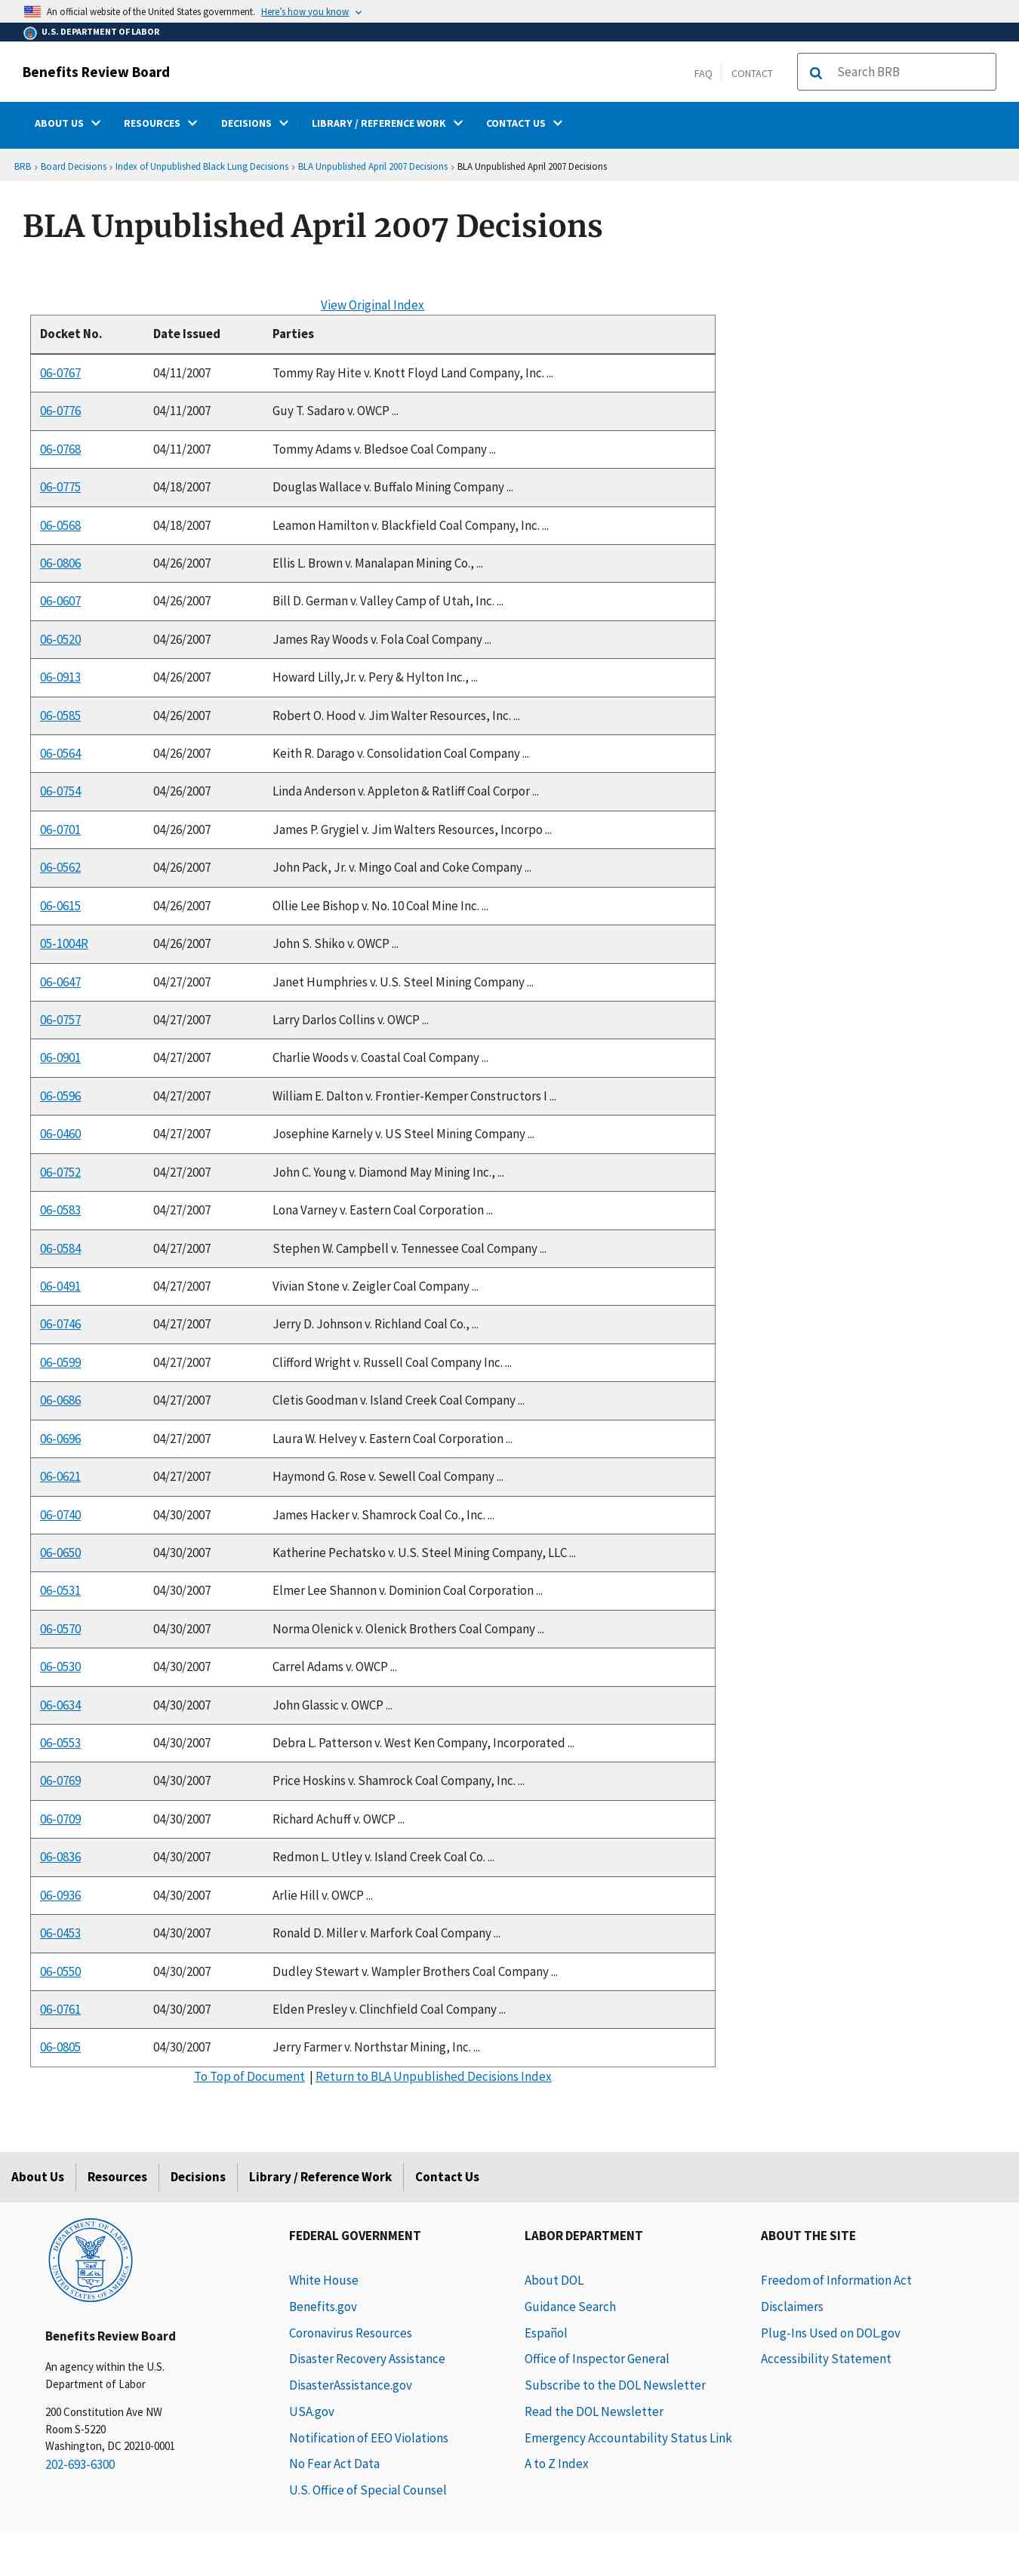 An official website of the United States government. Here's how you know
U.S. DEPARTMENT OF LABOR
Benefits Review Board
FAQ CONTACT Search BRB
ABOUT US RESOURCES DECISIONS LIBRARY / REFERENCE WORK CONTACT US
BRB › Board Decisions › Index of Unpublished Black Lung Decisions › BLA Unpublished April 2007 Decisions › BLA Unpublished April 2007 Decisions
BLA Unpublished April 2007 Decisions
View Original Index
Docket No. Date Issued Parties
06-0767 04/11/2007 Tommy Ray Hite v. Knott Floyd Land Company, Inc. ...
06-0776 04/11/2007 Guy T. Sadaro v. OWCP ...
06-0768 04/11/2007 Tommy Adams v. Bledsoe Coal Company ...
06-0775 04/18/2007 Douglas Wallace v. Buffalo Mining Company ...
06-0568 04/18/2007 Leamon Hamilton v. Blackfield Coal Company, Inc. ...
06-0806 04/26/2007 Ellis L. Brown v. Manalapan Mining Co., ...
06-0607 04/26/2007 Bill D. German v. Valley Camp of Utah, Inc. ...
06-0520 04/26/2007 James Ray Woods v. Fola Coal Company ...
06-0913 04/26/2007 Howard Lilly,Jr. v. Pery & Hylton Inc., ...
06-0585 04/26/2007 Robert O. Hood v. Jim Walter Resources, Inc. ...
06-0564 04/26/2007 Keith R. Darago v. Consolidation Coal Company ...
06-0754 04/26/2007 Linda Anderson v. Appleton & Ratliff Coal Corpor ...
06-0701 04/26/2007 James P. Grygiel v. Jim Walters Resources, Incorpo ...
06-0562 04/26/2007 John Pack, Jr. v. Mingo Coal and Coke Company ...
06-0615 04/26/2007 Ollie Lee Bishop v. No. 10 Coal Mine Inc. ...
05-1004R 04/26/2007 John S. Shiko v. OWCP ...
06-0647 04/27/2007 Janet Humphries v. U.S. Steel Mining Company ...
06-0757 04/27/2007 Larry Darlos Collins v. OWCP ...
06-0901 04/27/2007 Charlie Woods v. Coastal Coal Company ...
06-0596 04/27/2007 William E. Dalton v. Frontier-Kemper Constructors I ...
06-0460 04/27/2007 Josephine Karnely v. US Steel Mining Company ...
06-0752 04/27/2007 John C. Young v. Diamond May Mining Inc., ...
06-0583 04/27/2007 Lona Varney v. Eastern Coal Corporation ...
06-0584 04/27/2007 Stephen W. Campbell v. Tennessee Coal Company ...
06-0491 04/27/2007 Vivian Stone v. Zeigler Coal Company ...
06-0746 04/27/2007 Jerry D. Johnson v. Richland Coal Co., ...
06-0599 04/27/2007 Clifford Wright v. Russell Coal Company Inc. ...
06-0686 04/27/2007 Cletis Goodman v. Island Creek Coal Company ...
06-0696 04/27/2007 Laura W. Helvey v. Eastern Coal Corporation ...
06-0621 04/27/2007 Haymond G. Rose v. Sewell Coal Company ...
06-0740 04/30/2007 James Hacker v. Shamrock Coal Co., Inc. ...
06-0650 04/30/2007 Katherine Pechatsko v. U.S. Steel Mining Company, LLC ...
06-0531 04/30/2007 Elmer Lee Shannon v. Dominion Coal Corporation ...
06-0570 04/30/2007 Norma Olenick v. Olenick Brothers Coal Company ...
06-0530 04/30/2007 Carrel Adams v. OWCP ...
06-0634 04/30/2007 John Glassic v. OWCP ...
06-0553 04/30/2007 Debra L. Patterson v. West Ken Company, Incorporated ...
06-0769 04/30/2007 Price Hoskins v. Shamrock Coal Company, Inc. ...
06-0709 04/30/2007 Richard Achuff v. OWCP ...
06-0836 04/30/2007 Redmon L. Utley v. Island Creek Coal Co. ...
06-0936 04/30/2007 Arlie Hill v. OWCP ...
06-0453 04/30/2007 Ronald D. Miller v. Marfork Coal Company ...
06-0550 04/30/2007 Dudley Stewart v. Wampler Brothers Coal Company ...
06-0761 04/30/2007 Elden Presley v. Clinchfield Coal Company ...
06-0805 04/30/2007 Jerry Farmer v. Northstar Mining, Inc. ...
To Top of Document | Return to BLA Unpublished Decisions Index
About Us Resources Decisions Library / Reference Work Contact Us
DEPARTMENT OF LABOR
UNITED STATES OF AMERICA
Benefits Review Board
An agency within the U.S.
Department of Labor
200 Constitution Ave NW
Room S-5220
Washington, DC 20210-0001
202-693-6300
FEDERAL GOVERNMENT
White House
Benefits.gov
Coronavirus Resources
Disaster Recovery Assistance
DisasterAssistance.gov
USA.gov
Notification of EEO Violations
No Fear Act Data
U.S. Office of Special Counsel
LABOR DEPARTMENT
About DOL
Guidance Search
Español
Office of Inspector General
Subscribe to the DOL Newsletter
Read the DOL Newsletter
Emergency Accountability Status Link
A to Z Index
ABOUT THE SITE
Freedom of Information Act
Disclaimers
Plug-Ins Used on DOL.gov
Accessibility Statement